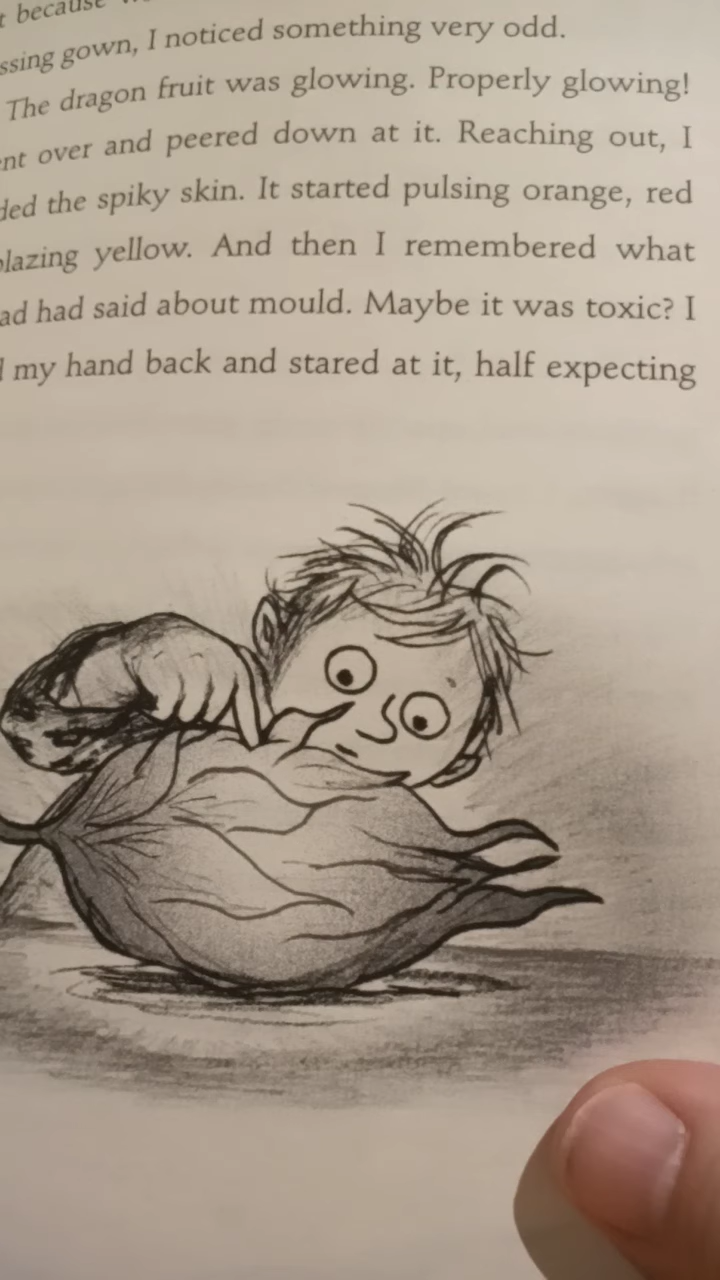 t because
ssing gown, I noticed something very odd.
The dragon fruit was glowing. Properly glowing!
nt over and peered down at it. Reaching out, I
ded the spiky skin. It started pulsing orange, red
blazing yellow. And then I remembered what
ad had said about mould. Maybe it was toxic? I
my hand back and stared at it, half expecting